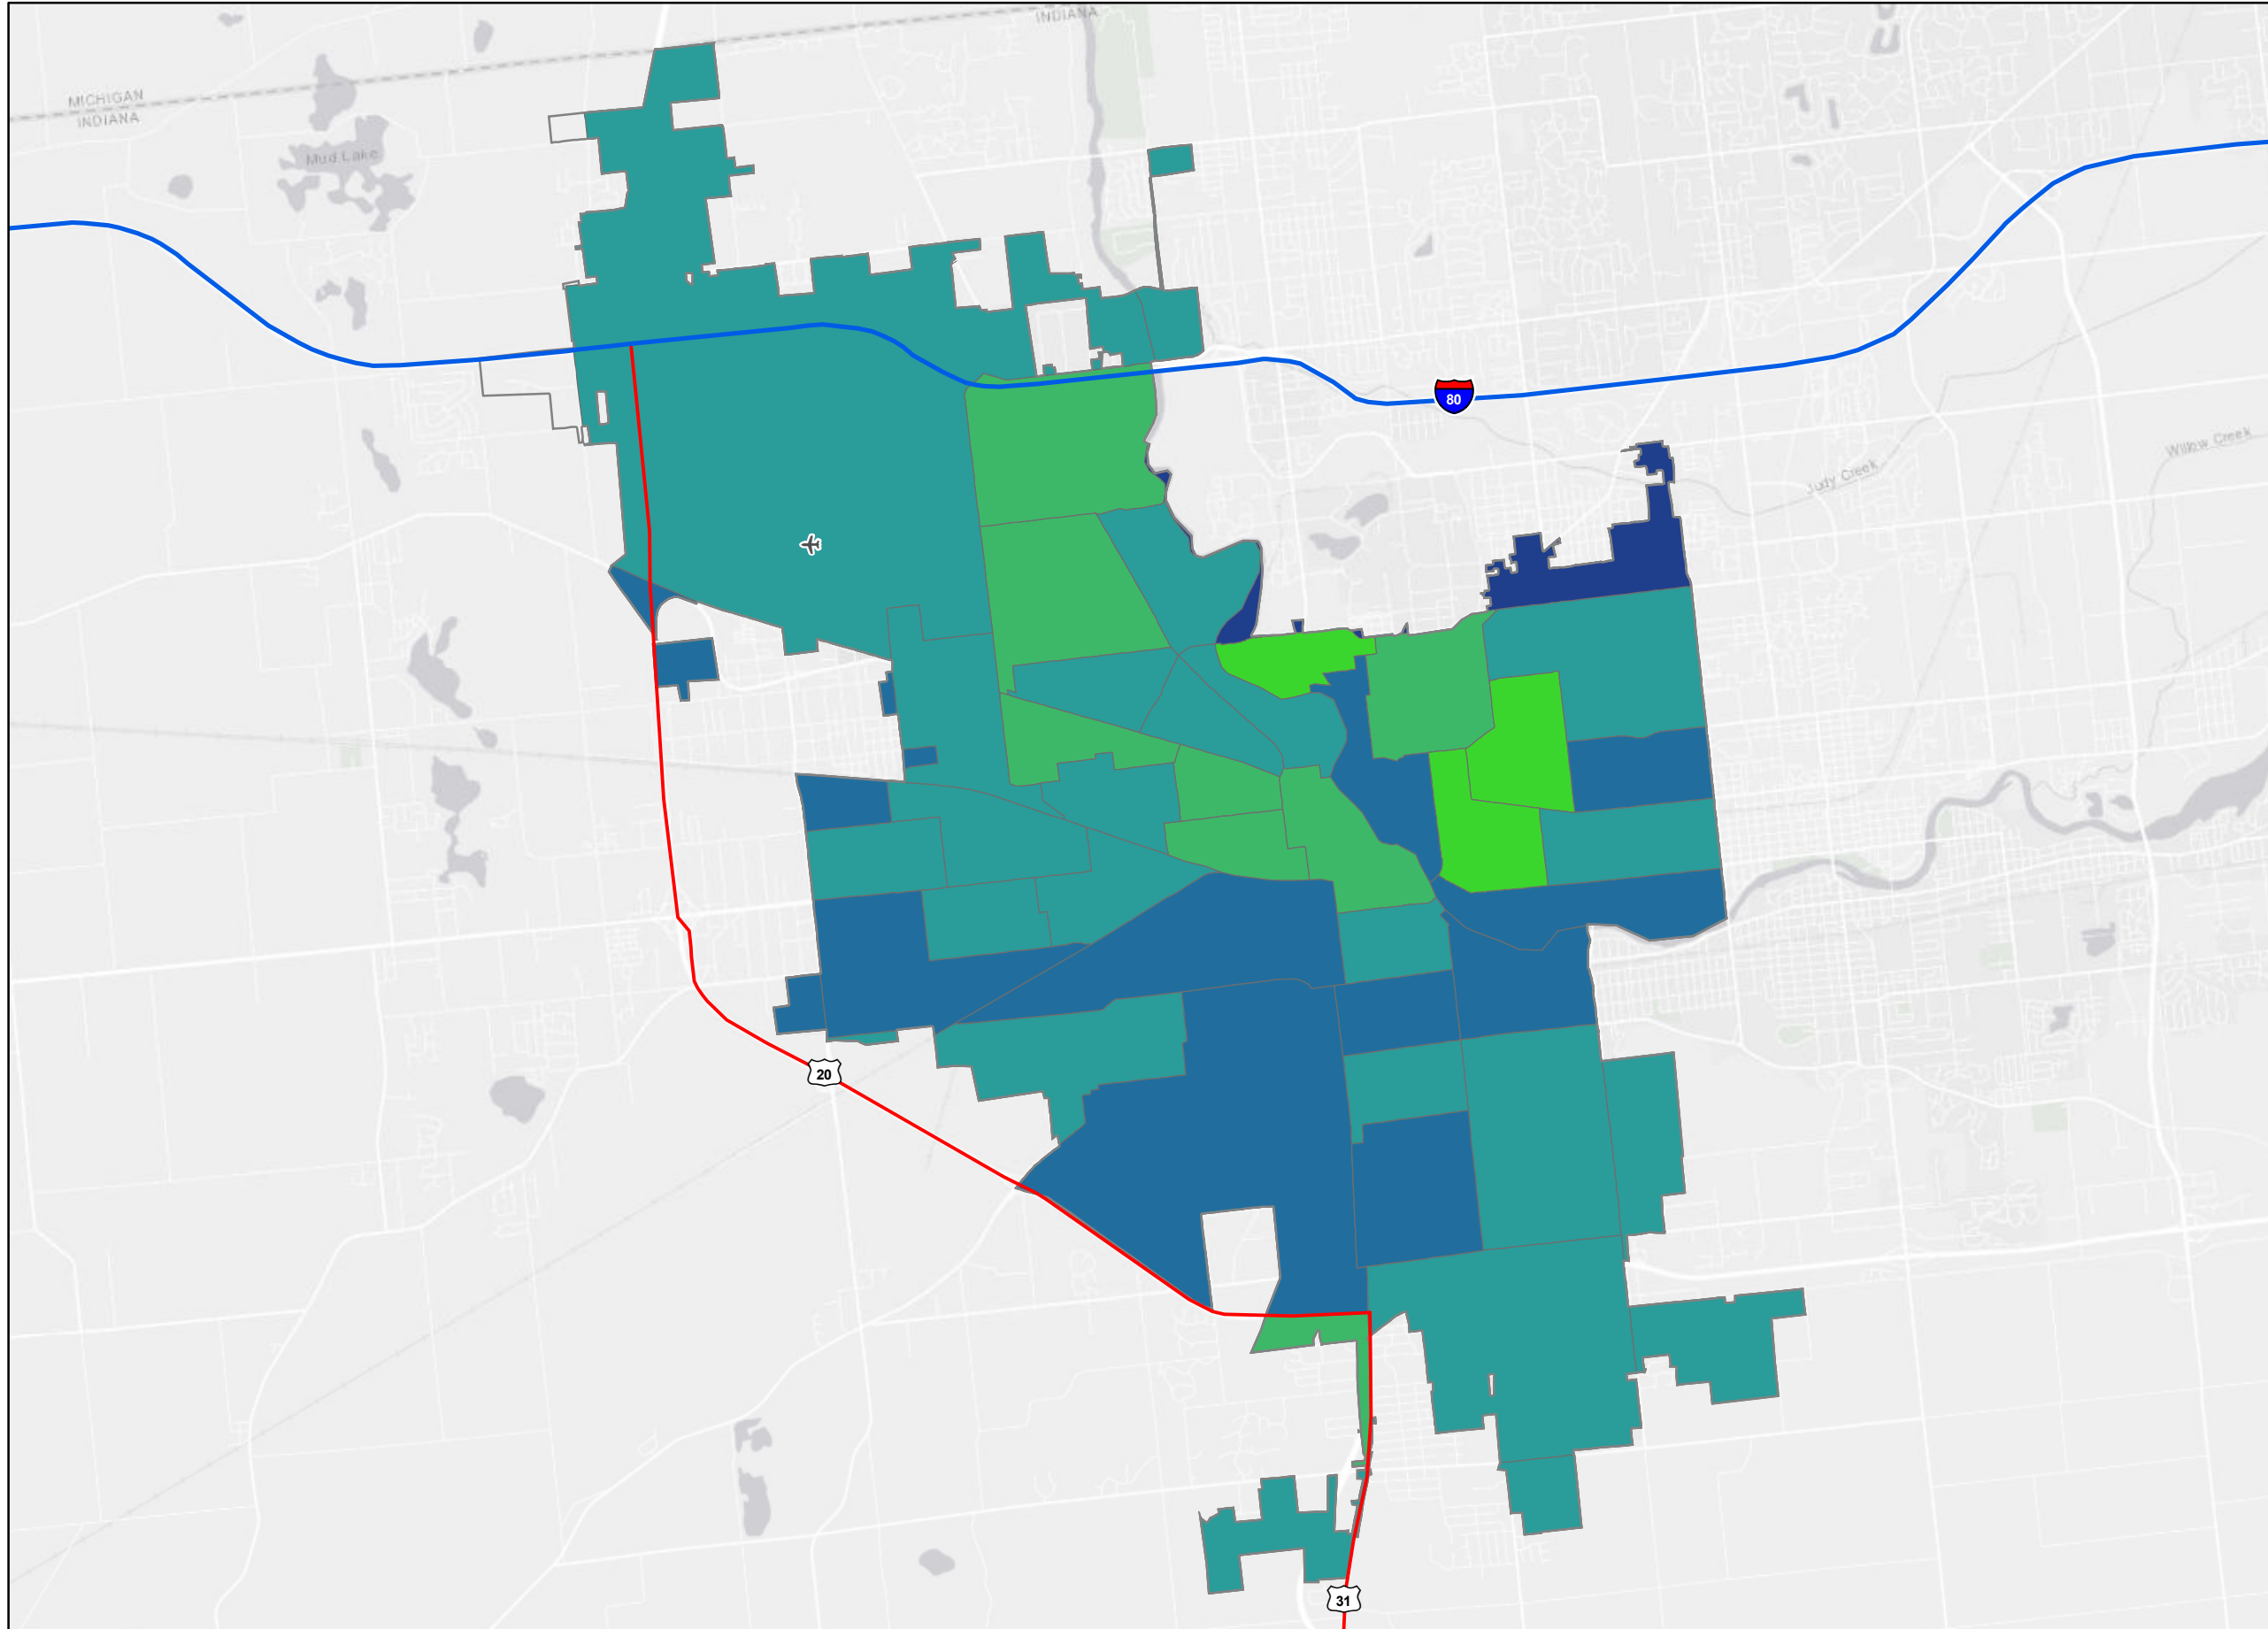 INDIANA
MICHIGAN
INDIANA
Mud Lake
80
Willow Creek
Judy Creek
20
31